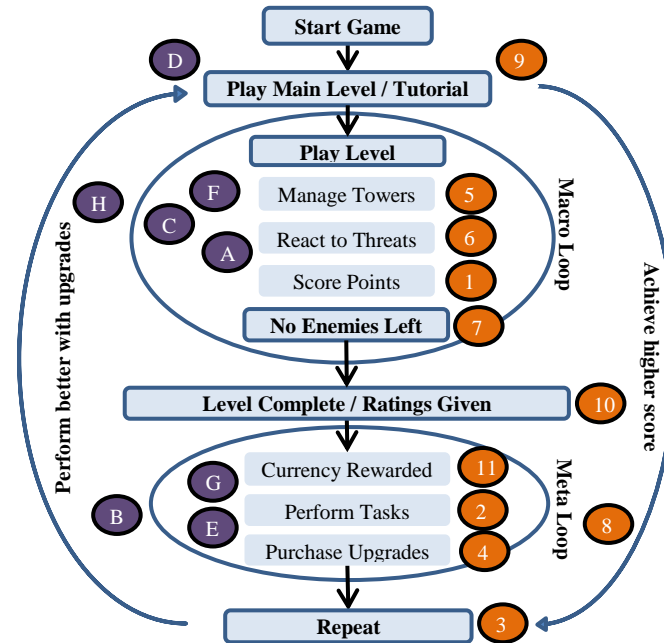 Start Game
D
9
Play Main Level / Tutorial
Play Level
F
Manage Towers
5
H
C
React to Threats
6
A
Score Points
1
No Enemies Left
7
Macro Loop
Perform better with upgrades
Achieve higher score
Level Complete / Ratings Given
10
Currency Rewarded
11
G
B
Perform Tasks
2
E
Purchase Upgrades
4
Meta Loop
8
Repeat
3